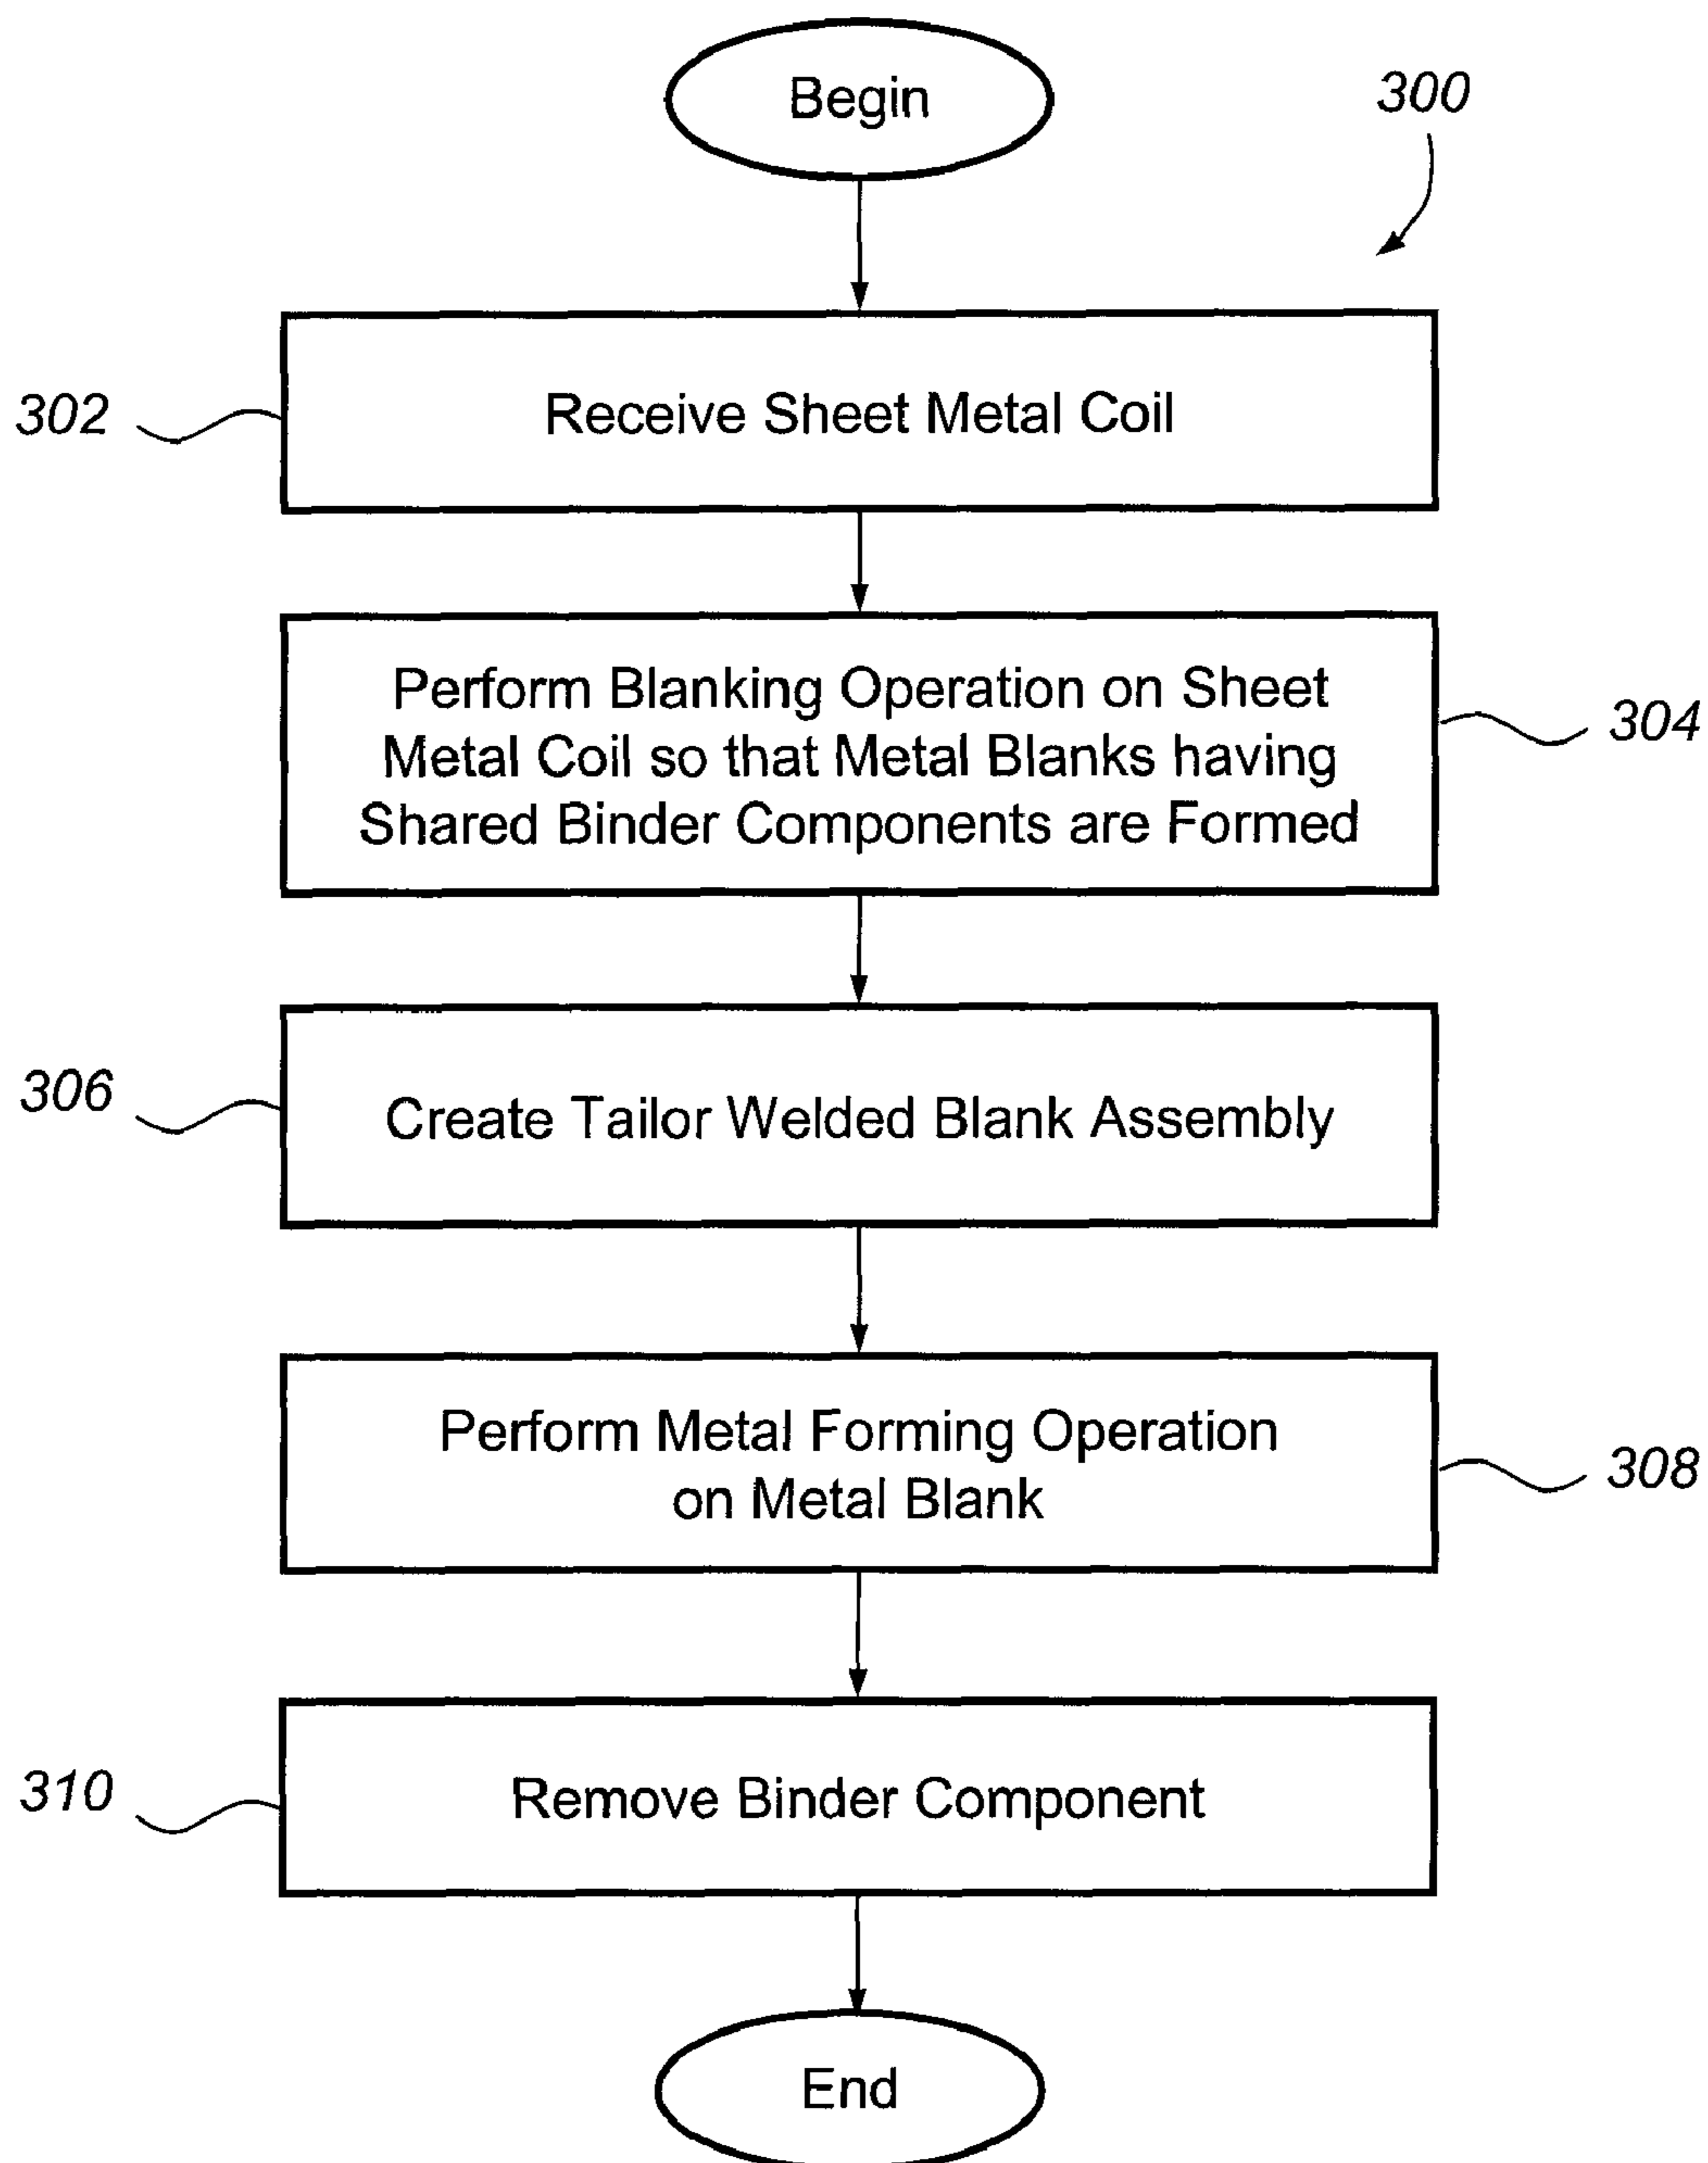 Begin
300
302
Receive Sheet Metal Coil
Perform Blanking Operation on Sheet
Metal Coil so that Metal Blanks having
Shared Binder Components are Formed
304
306
Create Tailor Welded Blank Assembly
Perform Metal Forming Operation
on Metal Blank
308
310
Remove Binder Component
End